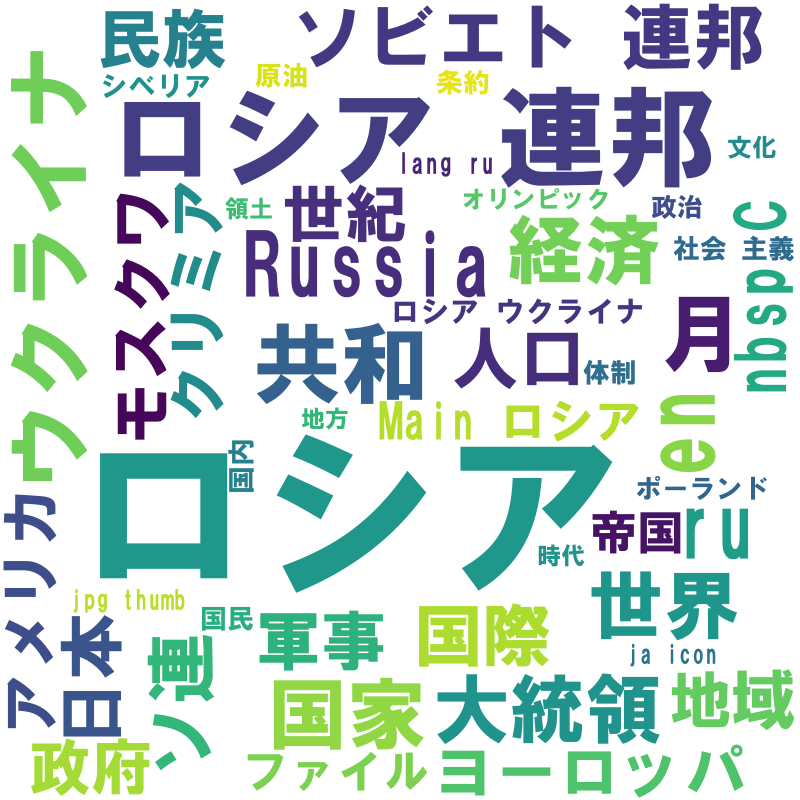 民族
ソビエト 連邦
シベリア
原油
条約
ウクライナ
ロシア 連邦
文化
lang ru
オリンピック
領土
世紀
政治
モスクワ
クリミア
Russia
経済
社会 主義
nbsp C
ロシア ウクライナ
共和
人口
月
体制
地方
Main ロシア
en
国内
ロシア
ポーランド
アメリカ
帝国
ru
時代
jpg thumb
国民
世界
日本
ソ連
軍事
国際
ja icon
国家
大統領
地域
政府
ファイル
ヨーロッパ